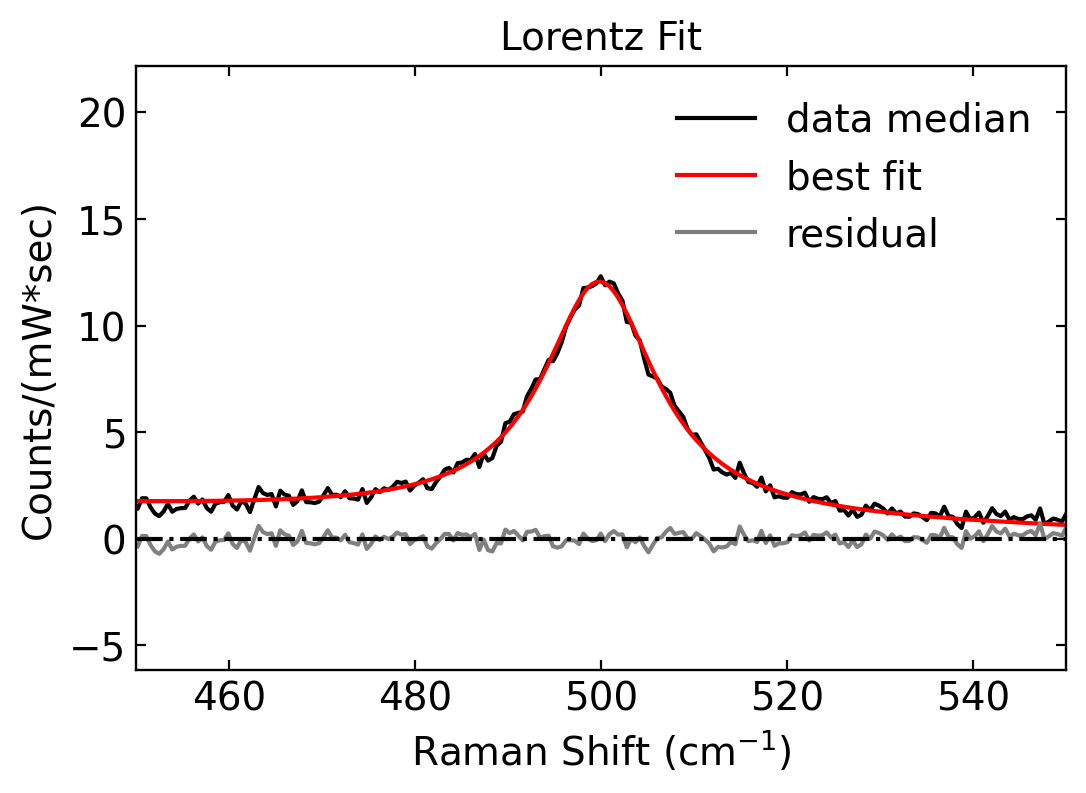 Lorentz Fit
data median
best fit
residual
Counts/(mW*sec)
20
15
10
5
0
−5
460 480 500 520 540
Raman Shift (cm⁻¹)